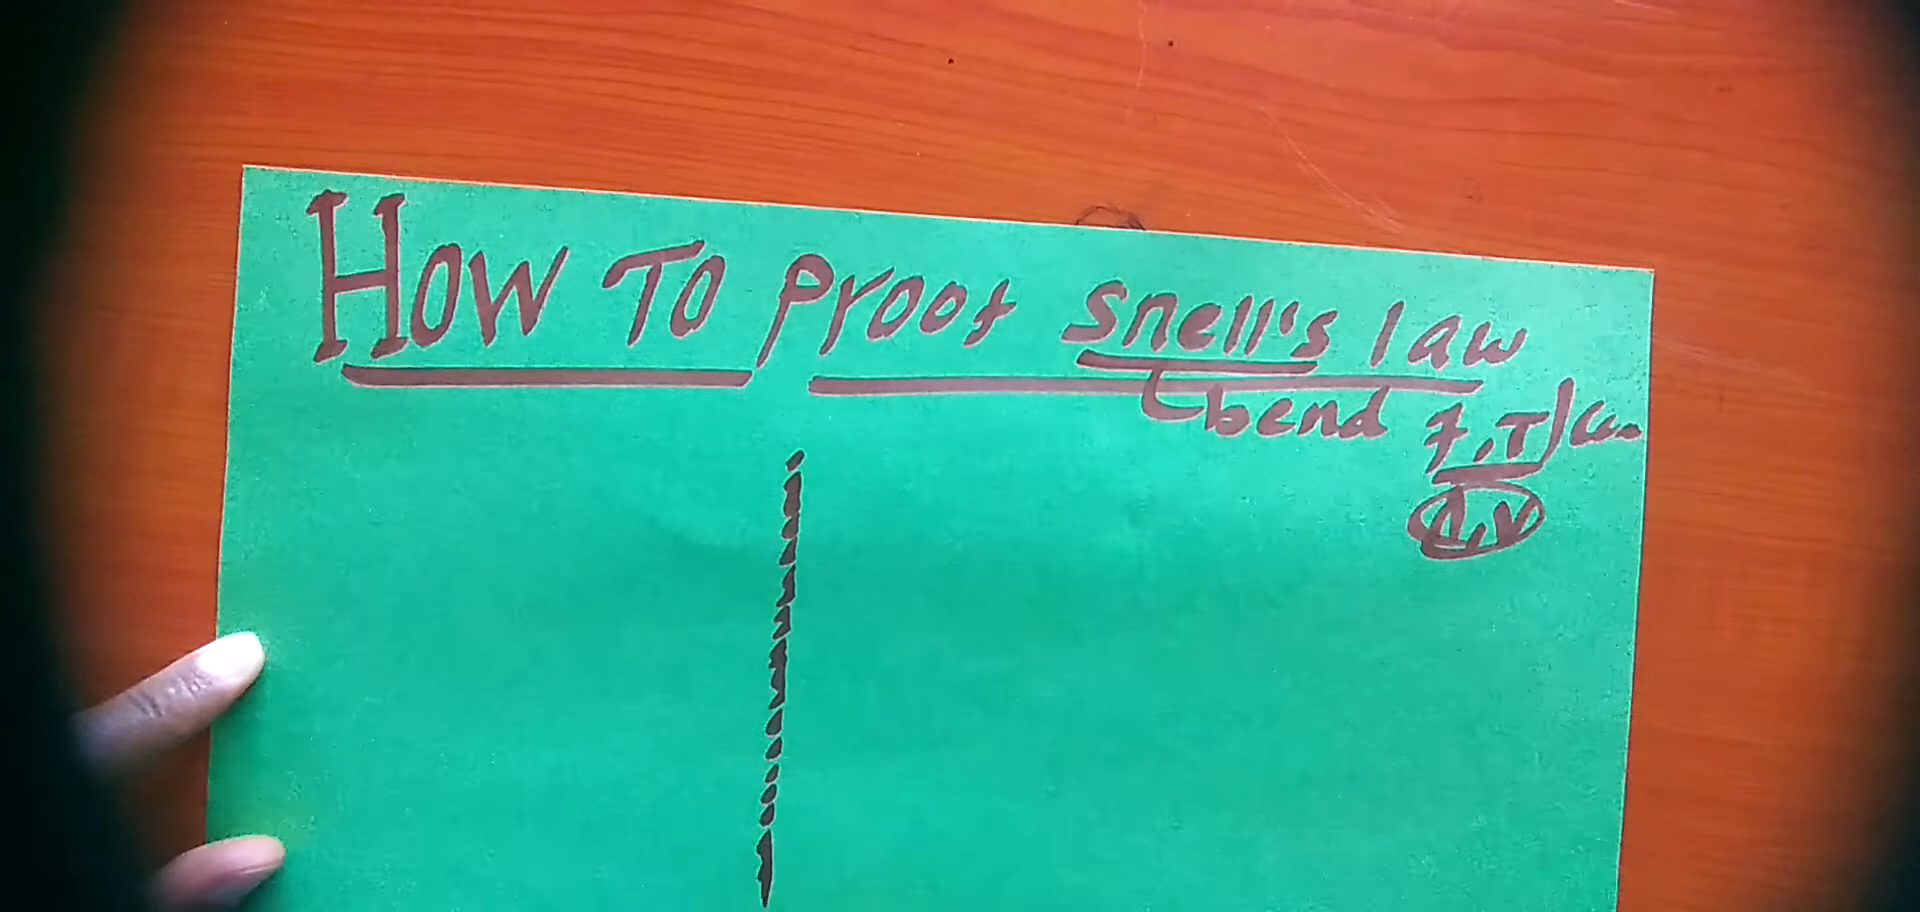 HOW TO proof snell's law
bend f, T/ω
λ, v